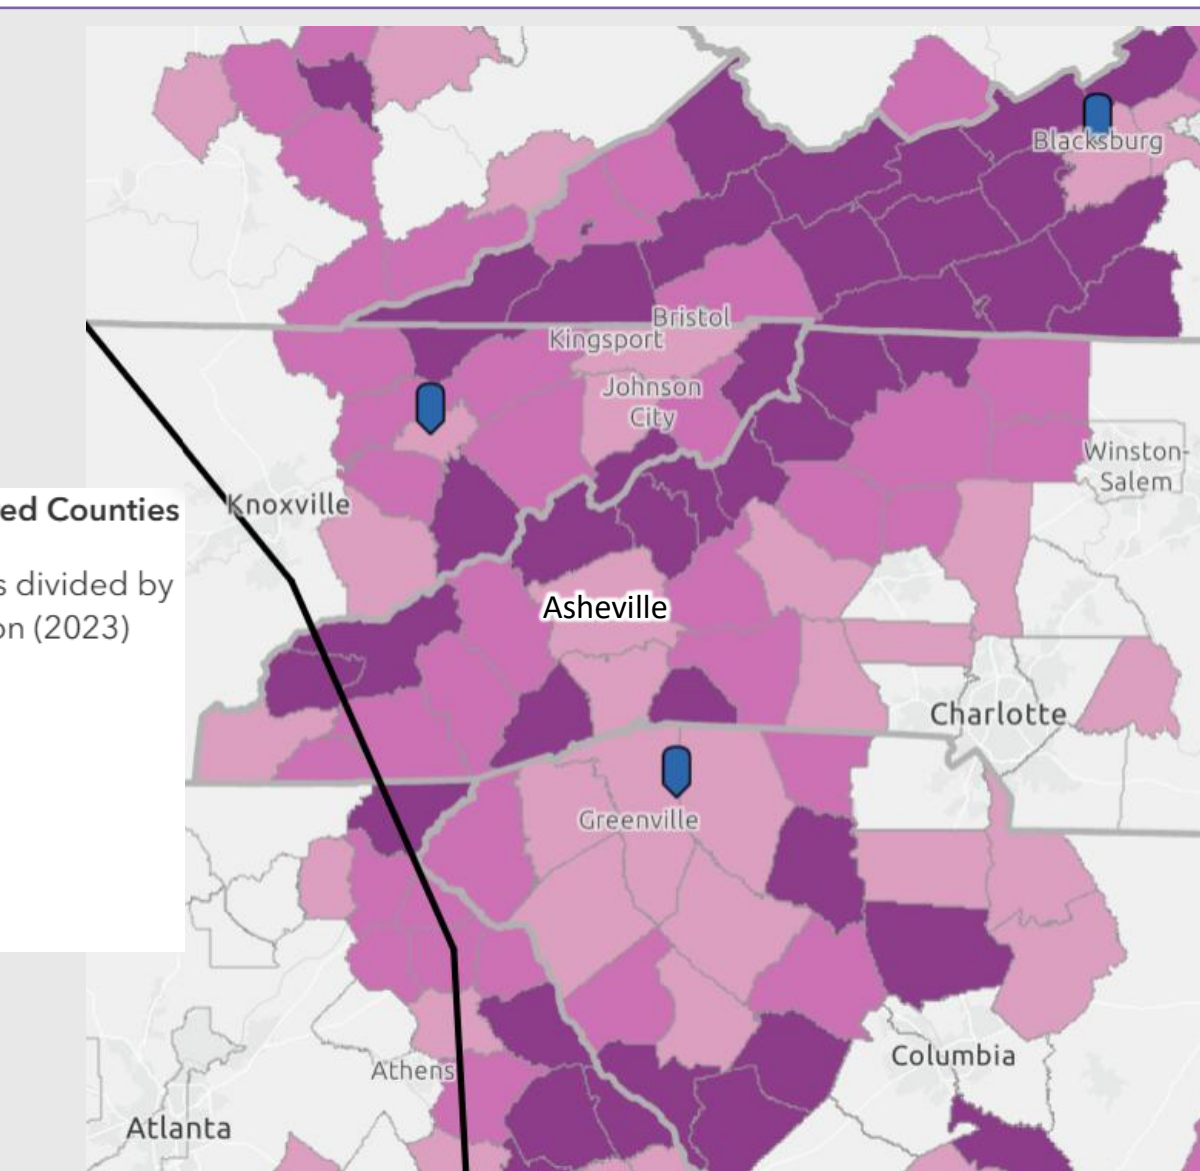 Blacksburg
Bristol
Kingsport
Johnson
City
Winston-
Salem
Knoxville
ed Counties
s divided by
on (2023)
Asheville
Charlotte
Greenville
Columbia
Athens
Atlanta